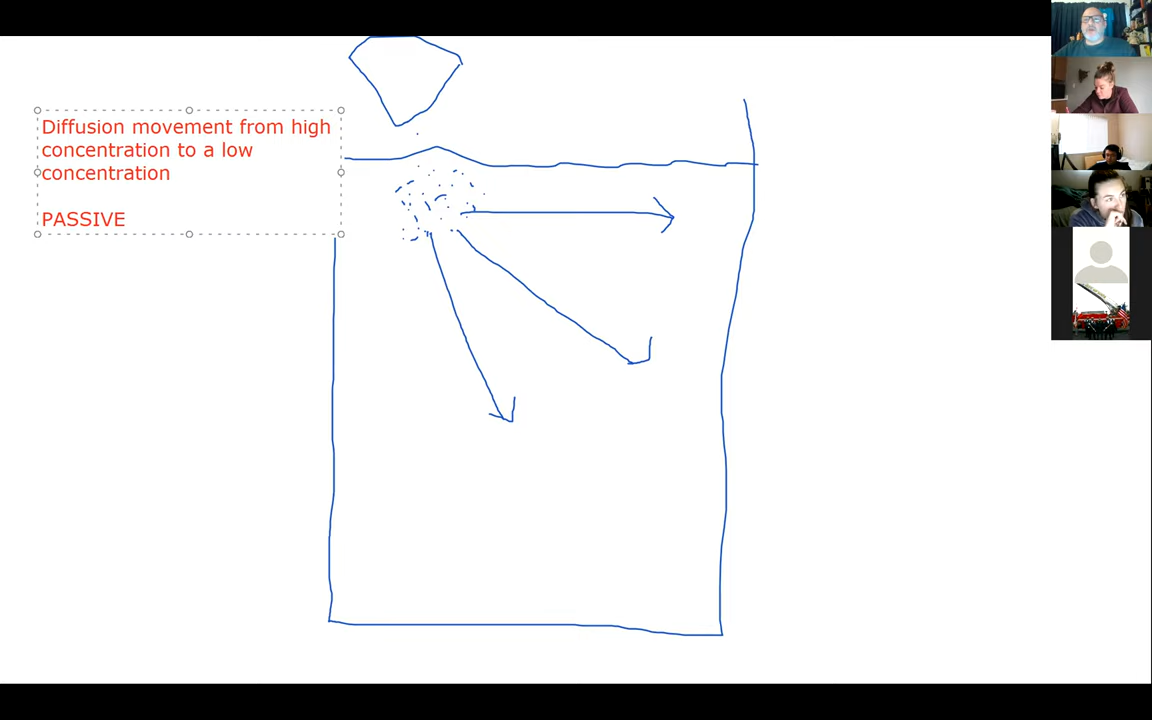 Diffusion movement from high
concentration to a low
concentration
PASSIVE